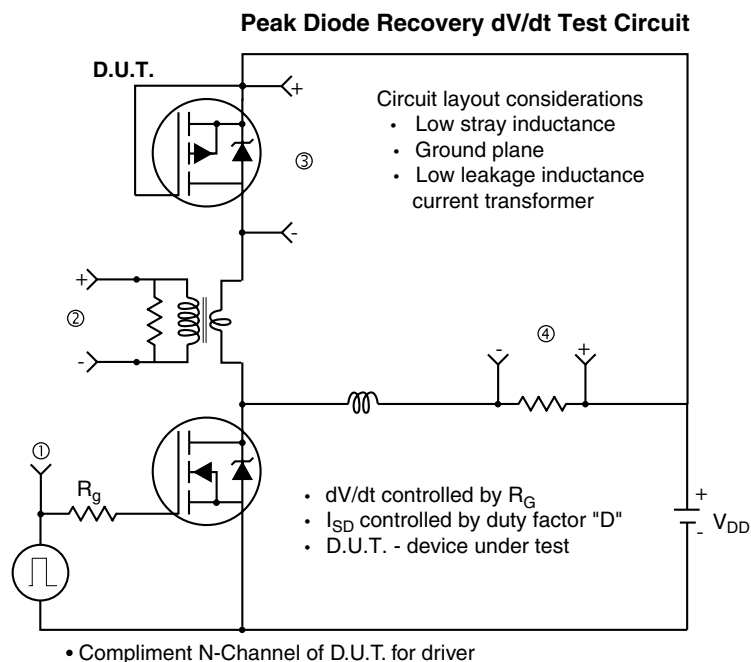 Peak Diode Recovery dV/dt Test Circuit
D.U.T.
+
Circuit layout considerations
• Low stray inductance
• Ground plane
• Low leakage inductance
current transformer
③
-
+
②
-
-
④
+
①
Rg
• dV/dt controlled by RG
• ISD controlled by duty factor "D"
• D.U.T. - device under test
+
-
VDD
• Compliment N-Channel of D.U.T. for driver